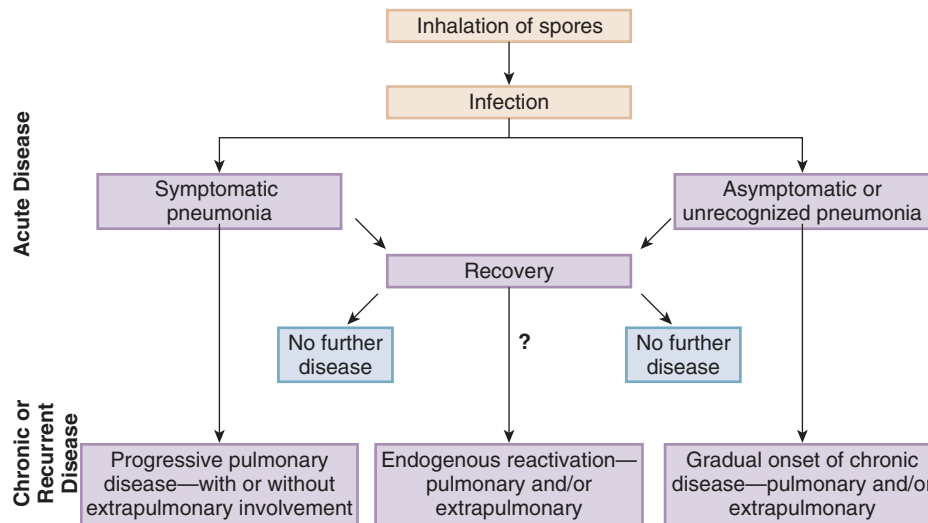 Inhalation of spores
Infection
Acute Disease
Symptomatic
pneumonia
Asymptomatic or
unrecognized pneumonia
Recovery
No further
disease
?
No further
disease
Chronic or
Recurrent
Disease
Progressive pulmonary
disease—with or without
extrapulmonary involvement
Endogenous reactivation—
pulmonary and/or
extrapulmonary
Gradual onset of chronic
disease—pulmonary and/or
extrapulmonary